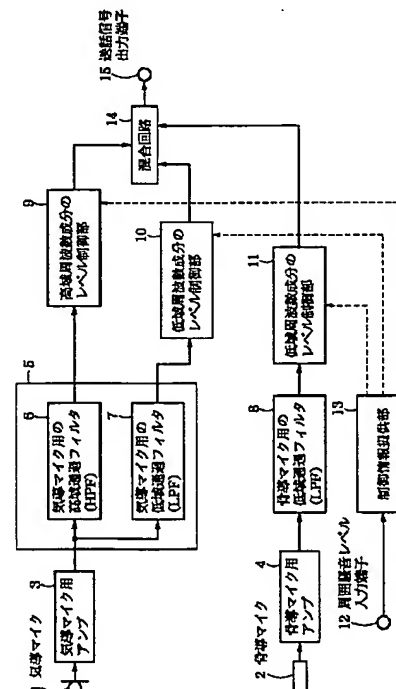 気導マイク
3
気導マイク用
アンプ
5
6
気導マイク用の
高域通過フィルタ
(HPF)
7
気導マイク用の
低域通過フィルタ
(LPF)
9
高域周波数成分の
レベル制御部
10
低域周波数成分の
レベル制御部
14
混合回路
15 送話信号
出力端子
2 骨導マイク
4
骨導マイク用
アンプ
8
骨導マイク用の
低域通過フィルタ
(LPF)
11
低域周波数成分の
レベル制御部
12 周囲騒音レベル
入力端子
13
制御情報提供部